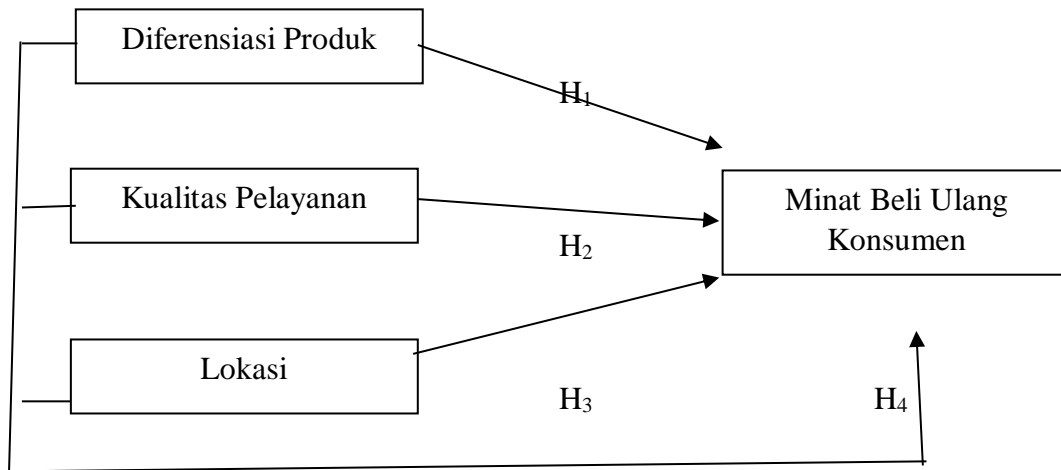 Diferensiasi Produk
H₁
Kualitas Pelayanan
Minat Beli Ulang
Konsumen
H₂
Lokasi
H₃
H₄